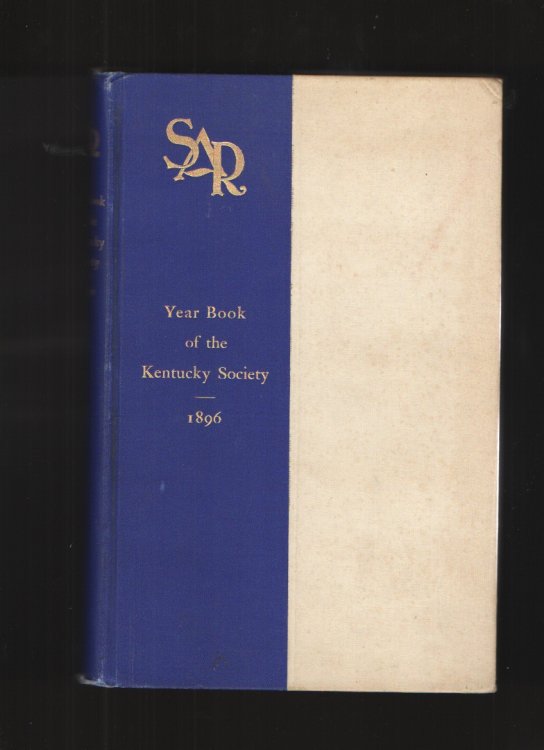 SAR
Year Book
of the
Kentucky Society
1896